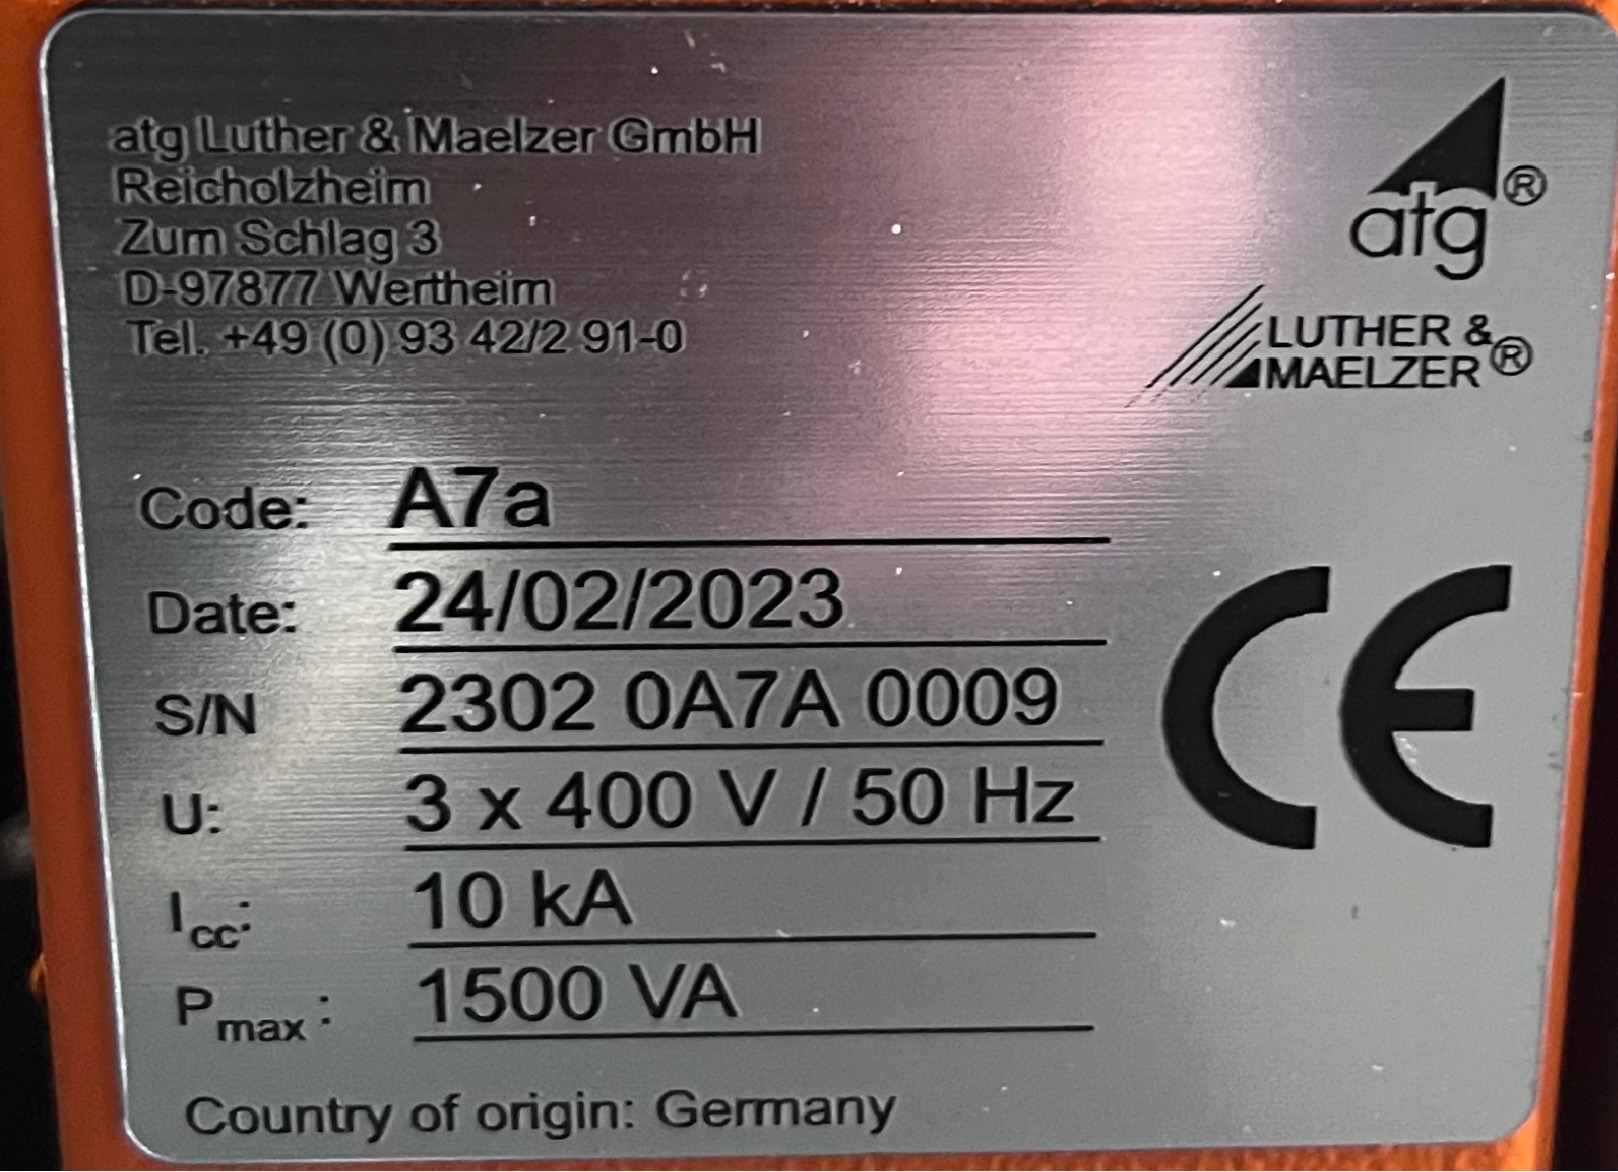 atg Luther & Maelzer GmbH
Reicholzheim
Zum Schlag 3
D-97877 Wertheim
Tel. +49 (0) 93 42/2 91-0
atg®
LUTHER &
MAELZER®
Code: A7a
Date: 24/02/2023
S/N 2302 0A7A 0009
U: 3 x 400 V / 50 Hz
Icc: 10 kA
Pmax: 1500 VA
CE
Country of origin: Germany